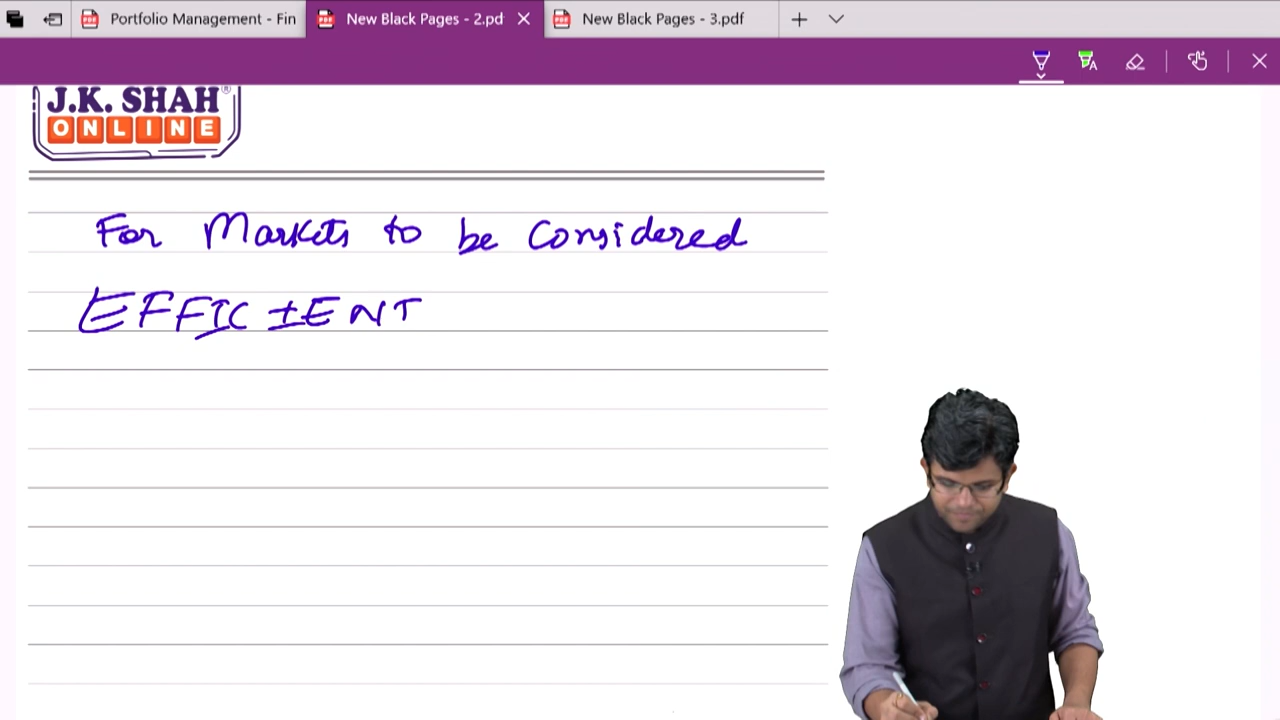 Portfolio Management - Fin
New Black Pages - 2.pd
New Black Pages - 3.pdf
J.K. SHAH®
ONLINE
For Markets to be Considered
EFFICIENT